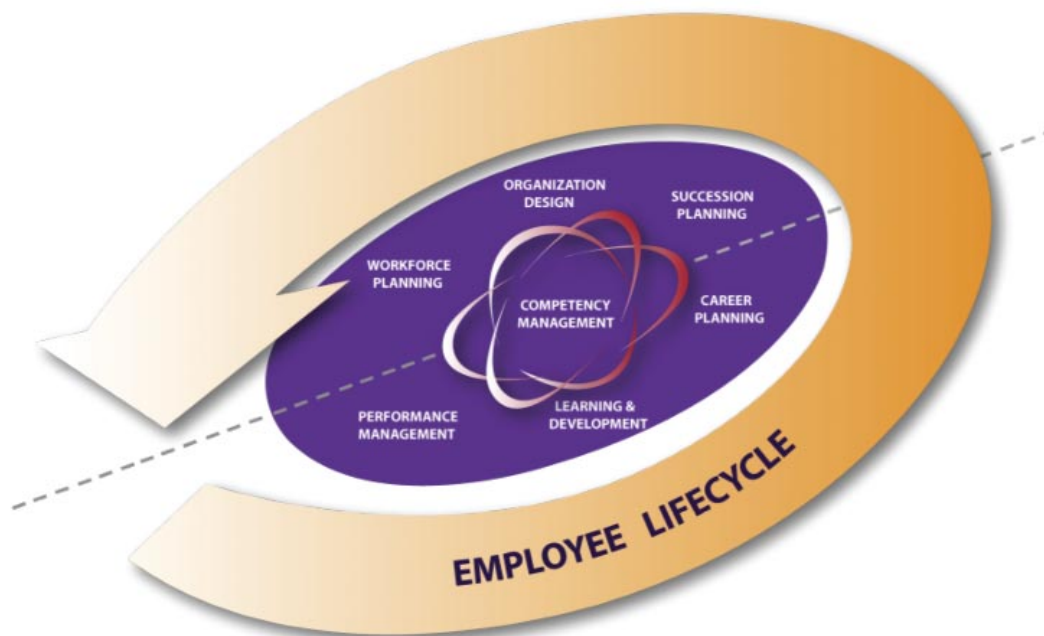 ORGANIZATION
DESIGN
SUCCESSION
PLANNING
WORKFORCE
PLANNING
COMPETENCY
MANAGEMENT
CAREER
PLANNING
PERFORMANCE
MANAGEMENT
LEARNING &
DEVELOPMENT
EMPLOYEE LIFECYCLE